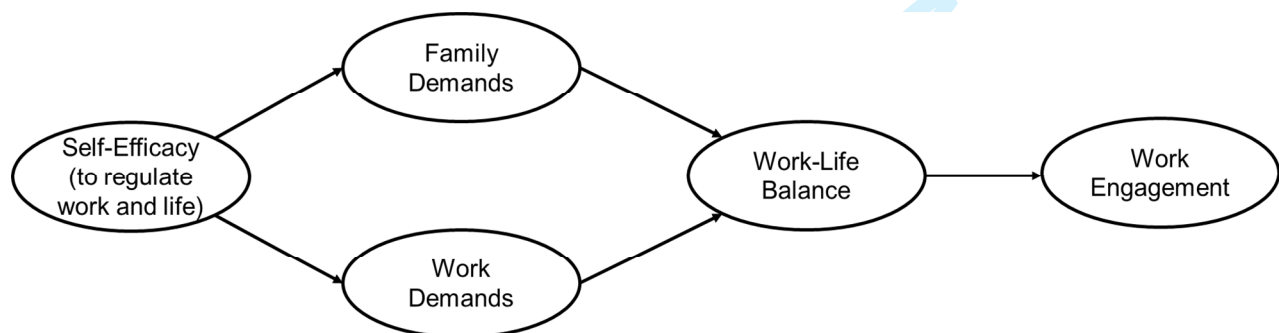 Family
Demands
Self-Efficacy
(to regulate
work and life)
Work-Life
Balance
Work
Engagement
Work
Demands